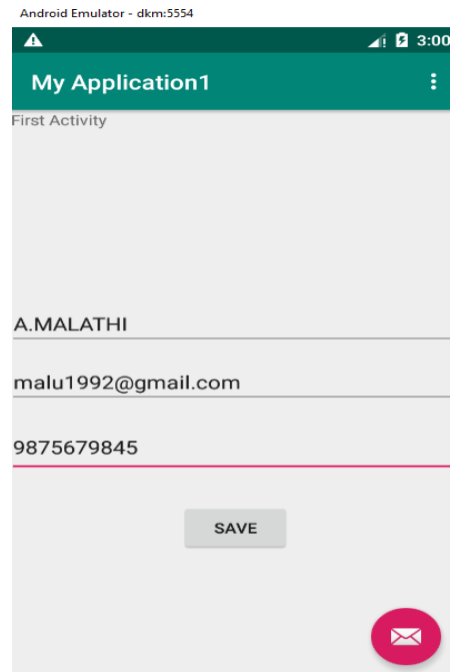 Android Emulator - dkm:5554
3:00
My Application1
First Activity
A.MALATHI
malu1992@gmail.com
9875679845
SAVE